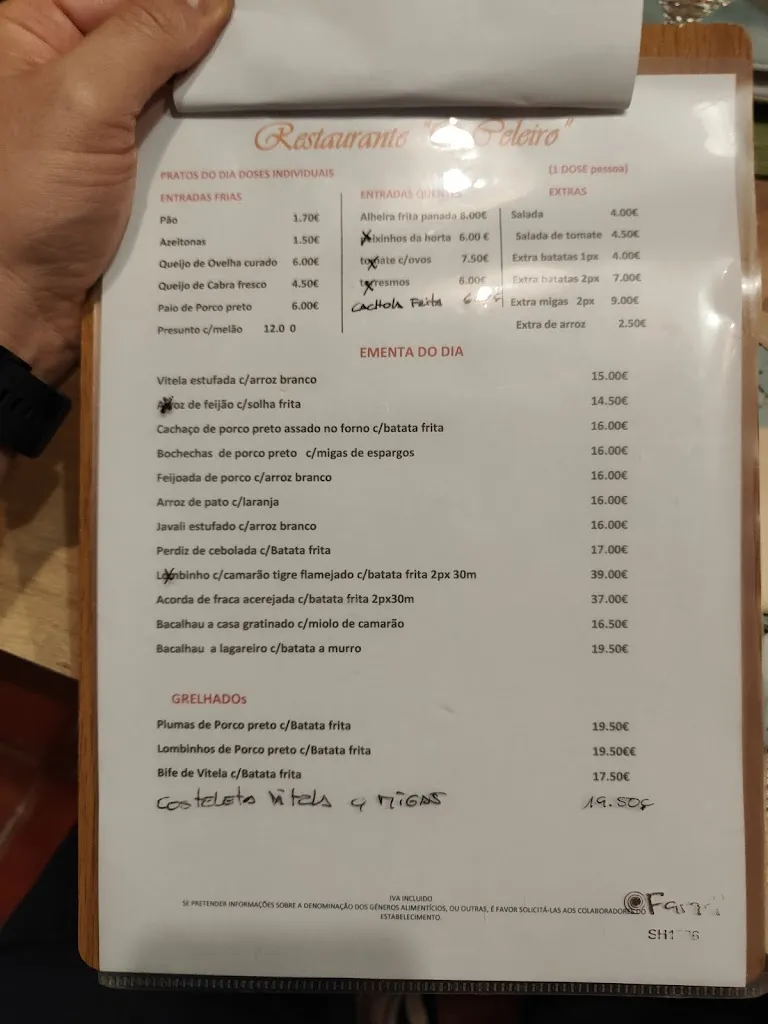 Restaurante "O Celeiro"
PRATOS DO DIA DOSES INDIVIDUAIS (1 DOSE pessoa)
ENTRADAS FRIAS
Pão 1.70€
Azeitonas 1.50€
Queijo de Ovelha curado 6.00€
Queijo de Cabra fresco 4.50€
Paio de Porco preto 6.00€
Presunto c/melão 12.0 0
ENTRADAS QUENTES
Alheira frita panada 8.00€
Peixinhos da horta 6.00 €
tomate c/ovos 7.50€
torresmos 6.00€
Cachola Frita
EXTRAS
Salada 4.00€
Salada de tomate 4.50€
Extra batatas 1px 4.00€
Extra batatas 2px 7.00€
Extra migas 2px 9.00€
Extra de arroz 2.50€
EMENTA DO DIA
Vitela estufada c/arroz branco 15.00€
Arroz de feijão c/solha frita 14.50€
Cachaço de porco preto assado no forno c/batata frita 16.00€
Bochechas de porco preto c/migas de espargos 16.00€
Feijoada de porco c/arroz branco 16.00€
Arroz de pato c/laranja 16.00€
Javali estufado c/arroz branco 16.00€
Perdiz de cebolada c/Batata frita 17.00€
Lombinho c/camarão tigre flamejado c/batata frita 2px 30m 39.00€
Acorda de fraca acerejada c/batata frita 2px30m 37.00€
Bacalhau a casa gratinado c/miolo de camarão 16.50€
Bacalhau a lagareiro c/batata a murro 19.50€
GRELHADOs
Plumas de Porco preto c/Batata frita 19.50€
Lombinhos de Porco preto c/Batata frita 19.50€€
Bife de Vitela c/Batata frita 17.50€
Costeleta Vitela c/ MIGAS 19.50€
IVA INCLUIDO
SE PRETENDER INFORMAÇÕES SOBRE A DENOMINAÇÃO DOS GÉNEROS ALIMENTÍCIOS, OU OUTRAS, É FAVOR SOLICITÁ-LAS AOS COLABORADORES DO
ESTABELECIMENTO.